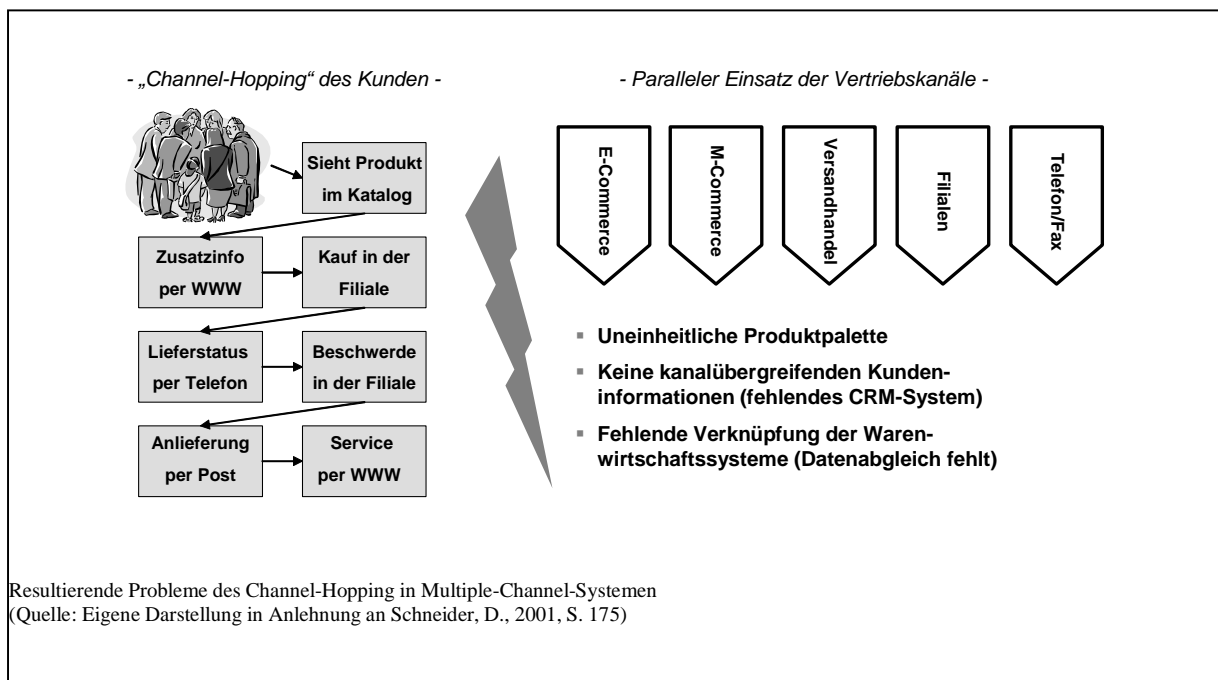 - „Channel-Hopping“ des Kunden -
Sieht Produkt
im Katalog
Zusatzinfo
per WWW
Kauf in der
Filiale
Lieferstatus
per Telefon
Beschwerde
in der Filiale
Anlieferung
per Post
Service
per WWW
- Paralleler Einsatz der Vertriebskanäle -
E-Commerce
M-Commerce
Versandhandel
Filialen
Telefon/Fax
▪ Uneinheitliche Produktpalette
▪ Keine kanalübergreifenden Kunden-
informationen (fehlendes CRM-System)
▪ Fehlende Verknüpfung der Waren-
wirtschaftssysteme (Datenabgleich fehlt)
Resultierende Probleme des Channel-Hopping in Multiple-Channel-Systemen
(Quelle: Eigene Darstellung in Anlehnung an Schneider, D., 2001, S. 175)